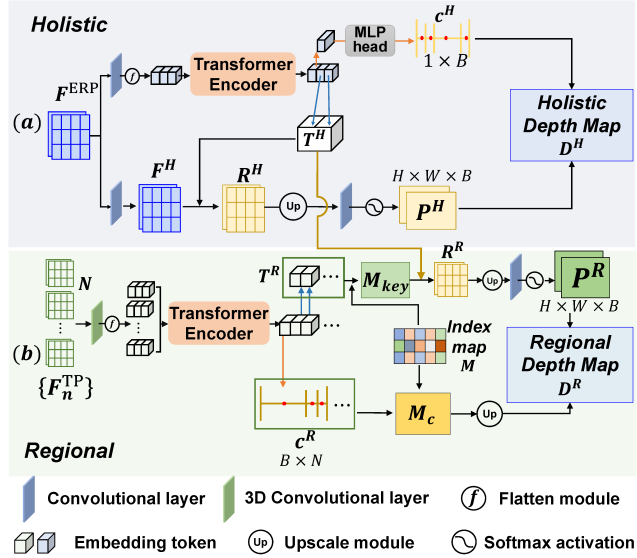 Holistic
(a)
F^ERP
f
Transformer
Encoder
MLP
head
c^H
1 × B
T^H
F^H
R^H
Up
H × W × B
P^H
Holistic
Depth Map
D^H
(b)
N
{F_n^TP}
f
Transformer
Encoder
T^R
...
M_key
R^R
Up
P^R
H × W × B
Index
map
M
...
c^R
B × N
M_c
Up
Regional
Depth Map
D^R
Regional
Convolutional layer
3D Convolutional layer
f Flatten module
Embedding token
Up Upscale module
Softmax activation